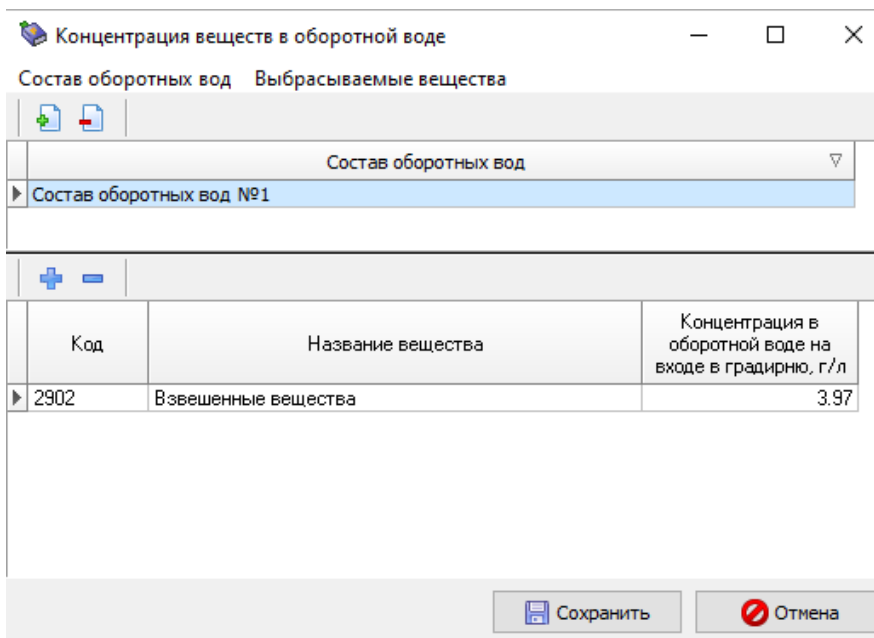 Концентрация веществ в оборотной воде
Состав оборотных вод Выбрасываемые вещества
Состав оборотных вод
Состав оборотных вод №1
Код
Название вещества
Концентрация в
оборотной воде на
входе в градирню, г/л
2902
Взвешенные вещества
3.97
Сохранить
Отмена